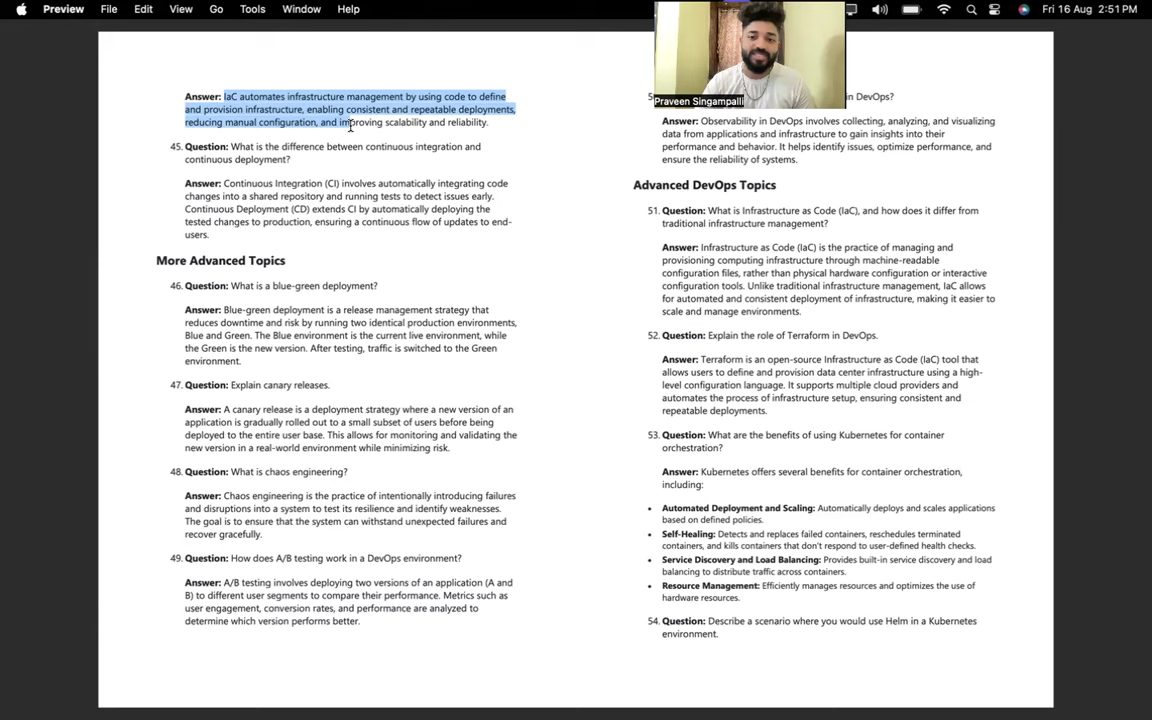 Preview File Edit View Go Tools Window Help Fri 16 Aug 2:51 PM
Praveen Singampalli
Answer: IaC automates infrastructure management by using code to define
and provision infrastructure, enabling consistent and repeatable deployments,
reducing manual configuration, and improving scalability and reliability.
45. Question: What is the difference between continuous integration and
continuous deployment?
Answer: Continuous Integration (CI) involves automatically integrating code
changes into a shared repository and running tests to detect issues early.
Continuous Deployment (CD) extends CI by automatically deploying the
tested changes to production, ensuring a continuous flow of updates to end-
users.
More Advanced Topics
46. Question: What is a blue-green deployment?
Answer: Blue-green deployment is a release management strategy that
reduces downtime and risk by running two identical production environments,
Blue and Green. The Blue environment is the current live environment, while
the Green is the new version. After testing, traffic is switched to the Green
environment.
47. Question: Explain canary releases.
Answer: A canary release is a deployment strategy where a new version of an
application is gradually rolled out to a small subset of users before being
deployed to the entire user base. This allows for monitoring and validating the
new version in a real-world environment while minimizing risk.
48. Question: What is chaos engineering?
Answer: Chaos engineering is the practice of intentionally introducing failures
and disruptions into a system to test its resilience and identify weaknesses.
The goal is to ensure that the system can withstand unexpected failures and
recover gracefully.
49. Question: How does A/B testing work in a DevOps environment?
Answer: A/B testing involves deploying two versions of an application (A and
B) to different user segments to compare their performance. Metrics such as
user engagement, conversion rates, and performance are analyzed to
determine which version performs better.
in DevOps?
Answer: Observability in DevOps involves collecting, analyzing, and visualizing
data from applications and infrastructure to gain insights into their
performance and behavior. It helps identify issues, optimize performance, and
ensure the reliability of systems.
Advanced DevOps Topics
51. Question: What is Infrastructure as Code (IaC), and how does it differ from
traditional infrastructure management?
Answer: Infrastructure as Code (IaC) is the practice of managing and
provisioning computing infrastructure through machine-readable
configuration files, rather than physical hardware configuration or interactive
configuration tools. Unlike traditional infrastructure management, IaC allows
for automated and consistent deployment of infrastructure, making it easier to
scale and manage environments.
52. Question: Explain the role of Terraform in DevOps.
Answer: Terraform is an open-source Infrastructure as Code (IaC) tool that
allows users to define and provision data center infrastructure using a high-
level configuration language. It supports multiple cloud providers and
automates the process of infrastructure setup, ensuring consistent and
repeatable deployments.
53. Question: What are the benefits of using Kubernetes for container
orchestration?
Answer: Kubernetes offers several benefits for container orchestration,
including:
• Automated Deployment and Scaling: Automatically deploys and scales applications
based on defined policies.
• Self-Healing: Detects and replaces failed containers, reschedules terminated
containers, and kills containers that don't respond to user-defined health checks.
• Service Discovery and Load Balancing: Provides built-in service discovery and load
balancing to distribute traffic across containers.
• Resource Management: Efficiently manages resources and optimizes the use of
hardware resources.
54. Question: Describe a scenario where you would use Helm in a Kubernetes
environment.